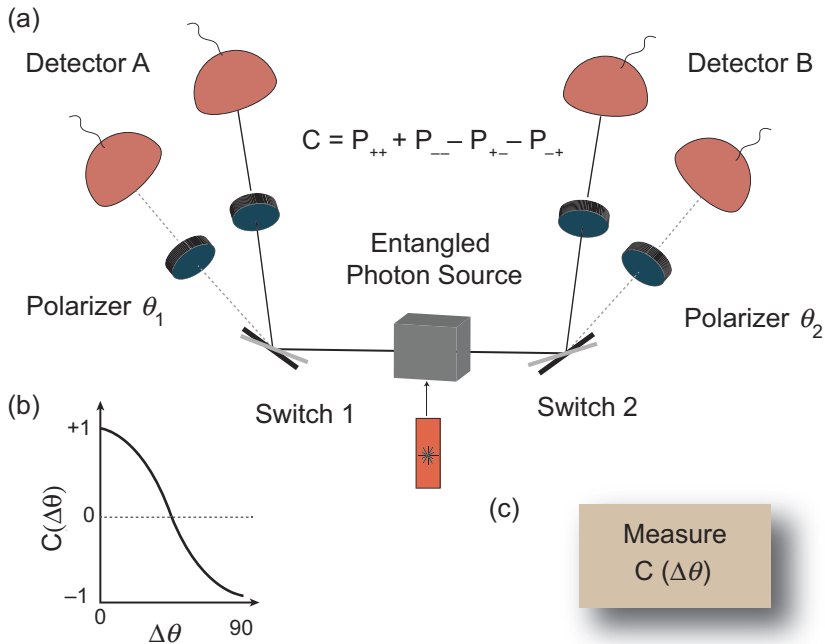 (a)
Detector A
Detector B
C = P₊₊ + P₋₋ – P₊₋ – P₋₊
Entangled
Photon Source
Polarizer θ₁
Polarizer θ₂
Switch 1
Switch 2
(b)
+1
C(Δθ)
0
–1
0
Δθ
90
(c)
Measure
C (Δθ)